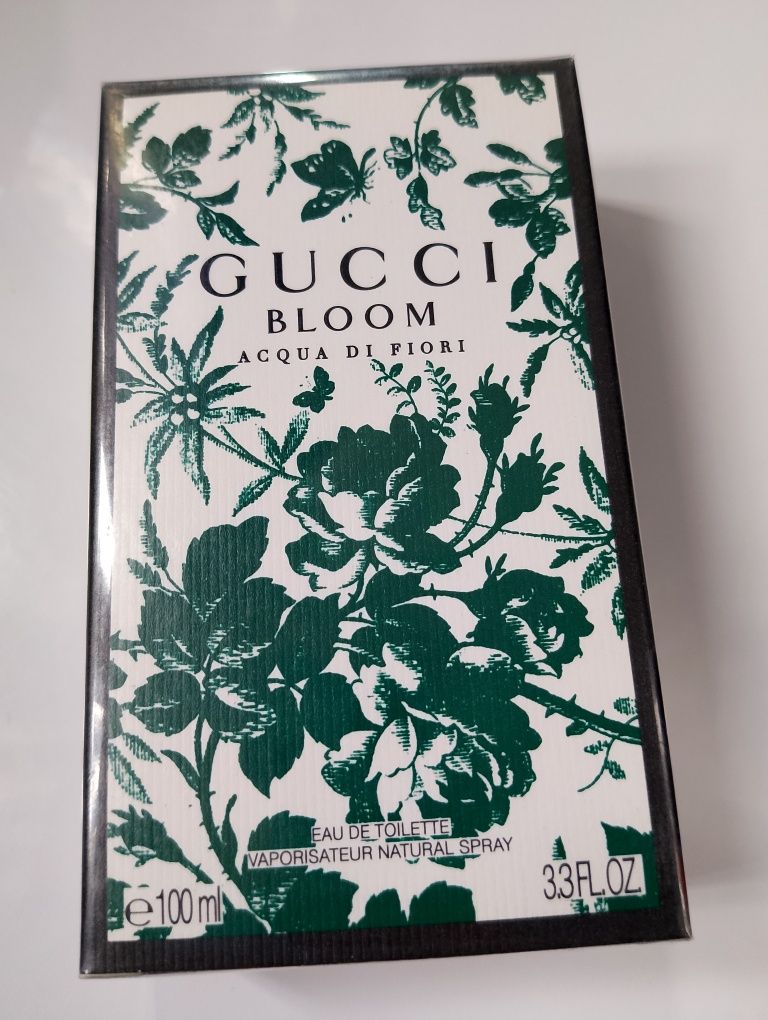 GUCCI
BLOOM
ACQUA DI FIORI
EAU DE TOILETTE
VAPORISATEUR NATURAL SPRAY
℮100 ml
3.3 FL.OZ.